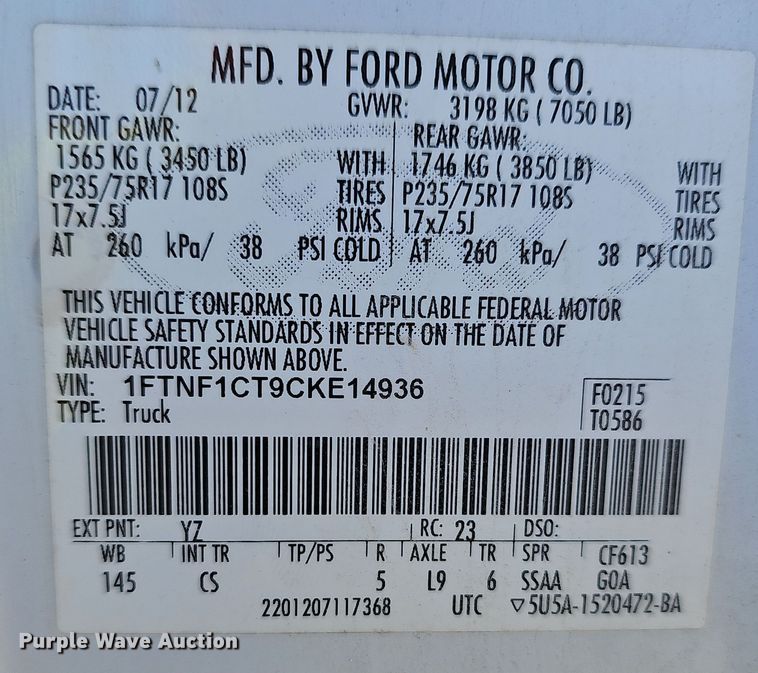 MFD. BY FORD MOTOR CO.
DATE: 07/12 GVWR: 3198 KG ( 7050 LB)
FRONT GAWR: REAR GAWR:
1565 KG ( 3450 LB) WITH 1746 KG ( 3850 LB) WITH
P235/75R17 108S TIRES P235/75R17 108S TIRES
17x7.5J RIMS 17x7.5J RIMS
AT 260 kPa/ 38 PSI COLD AT 260 kPa/ 38 PSI COLD
THIS VEHICLE CONFORMS TO ALL APPLICABLE FEDERAL MOTOR
VEHICLE SAFETY STANDARDS IN EFFECT ON THE DATE OF
MANUFACTURE SHOWN ABOVE.
VIN: 1FTNF1CT9CKE14936 F0215
TYPE: Truck T0586
EXT PNT: YZ RC: 23 DSO:
WB INT TR TP/PS R AXLE TR SPR CF613
145 CS 5 L9 6 SSAA GOA
2201207117368 UTC ▽5U5A-1520472-BA
Purple Wave Auction